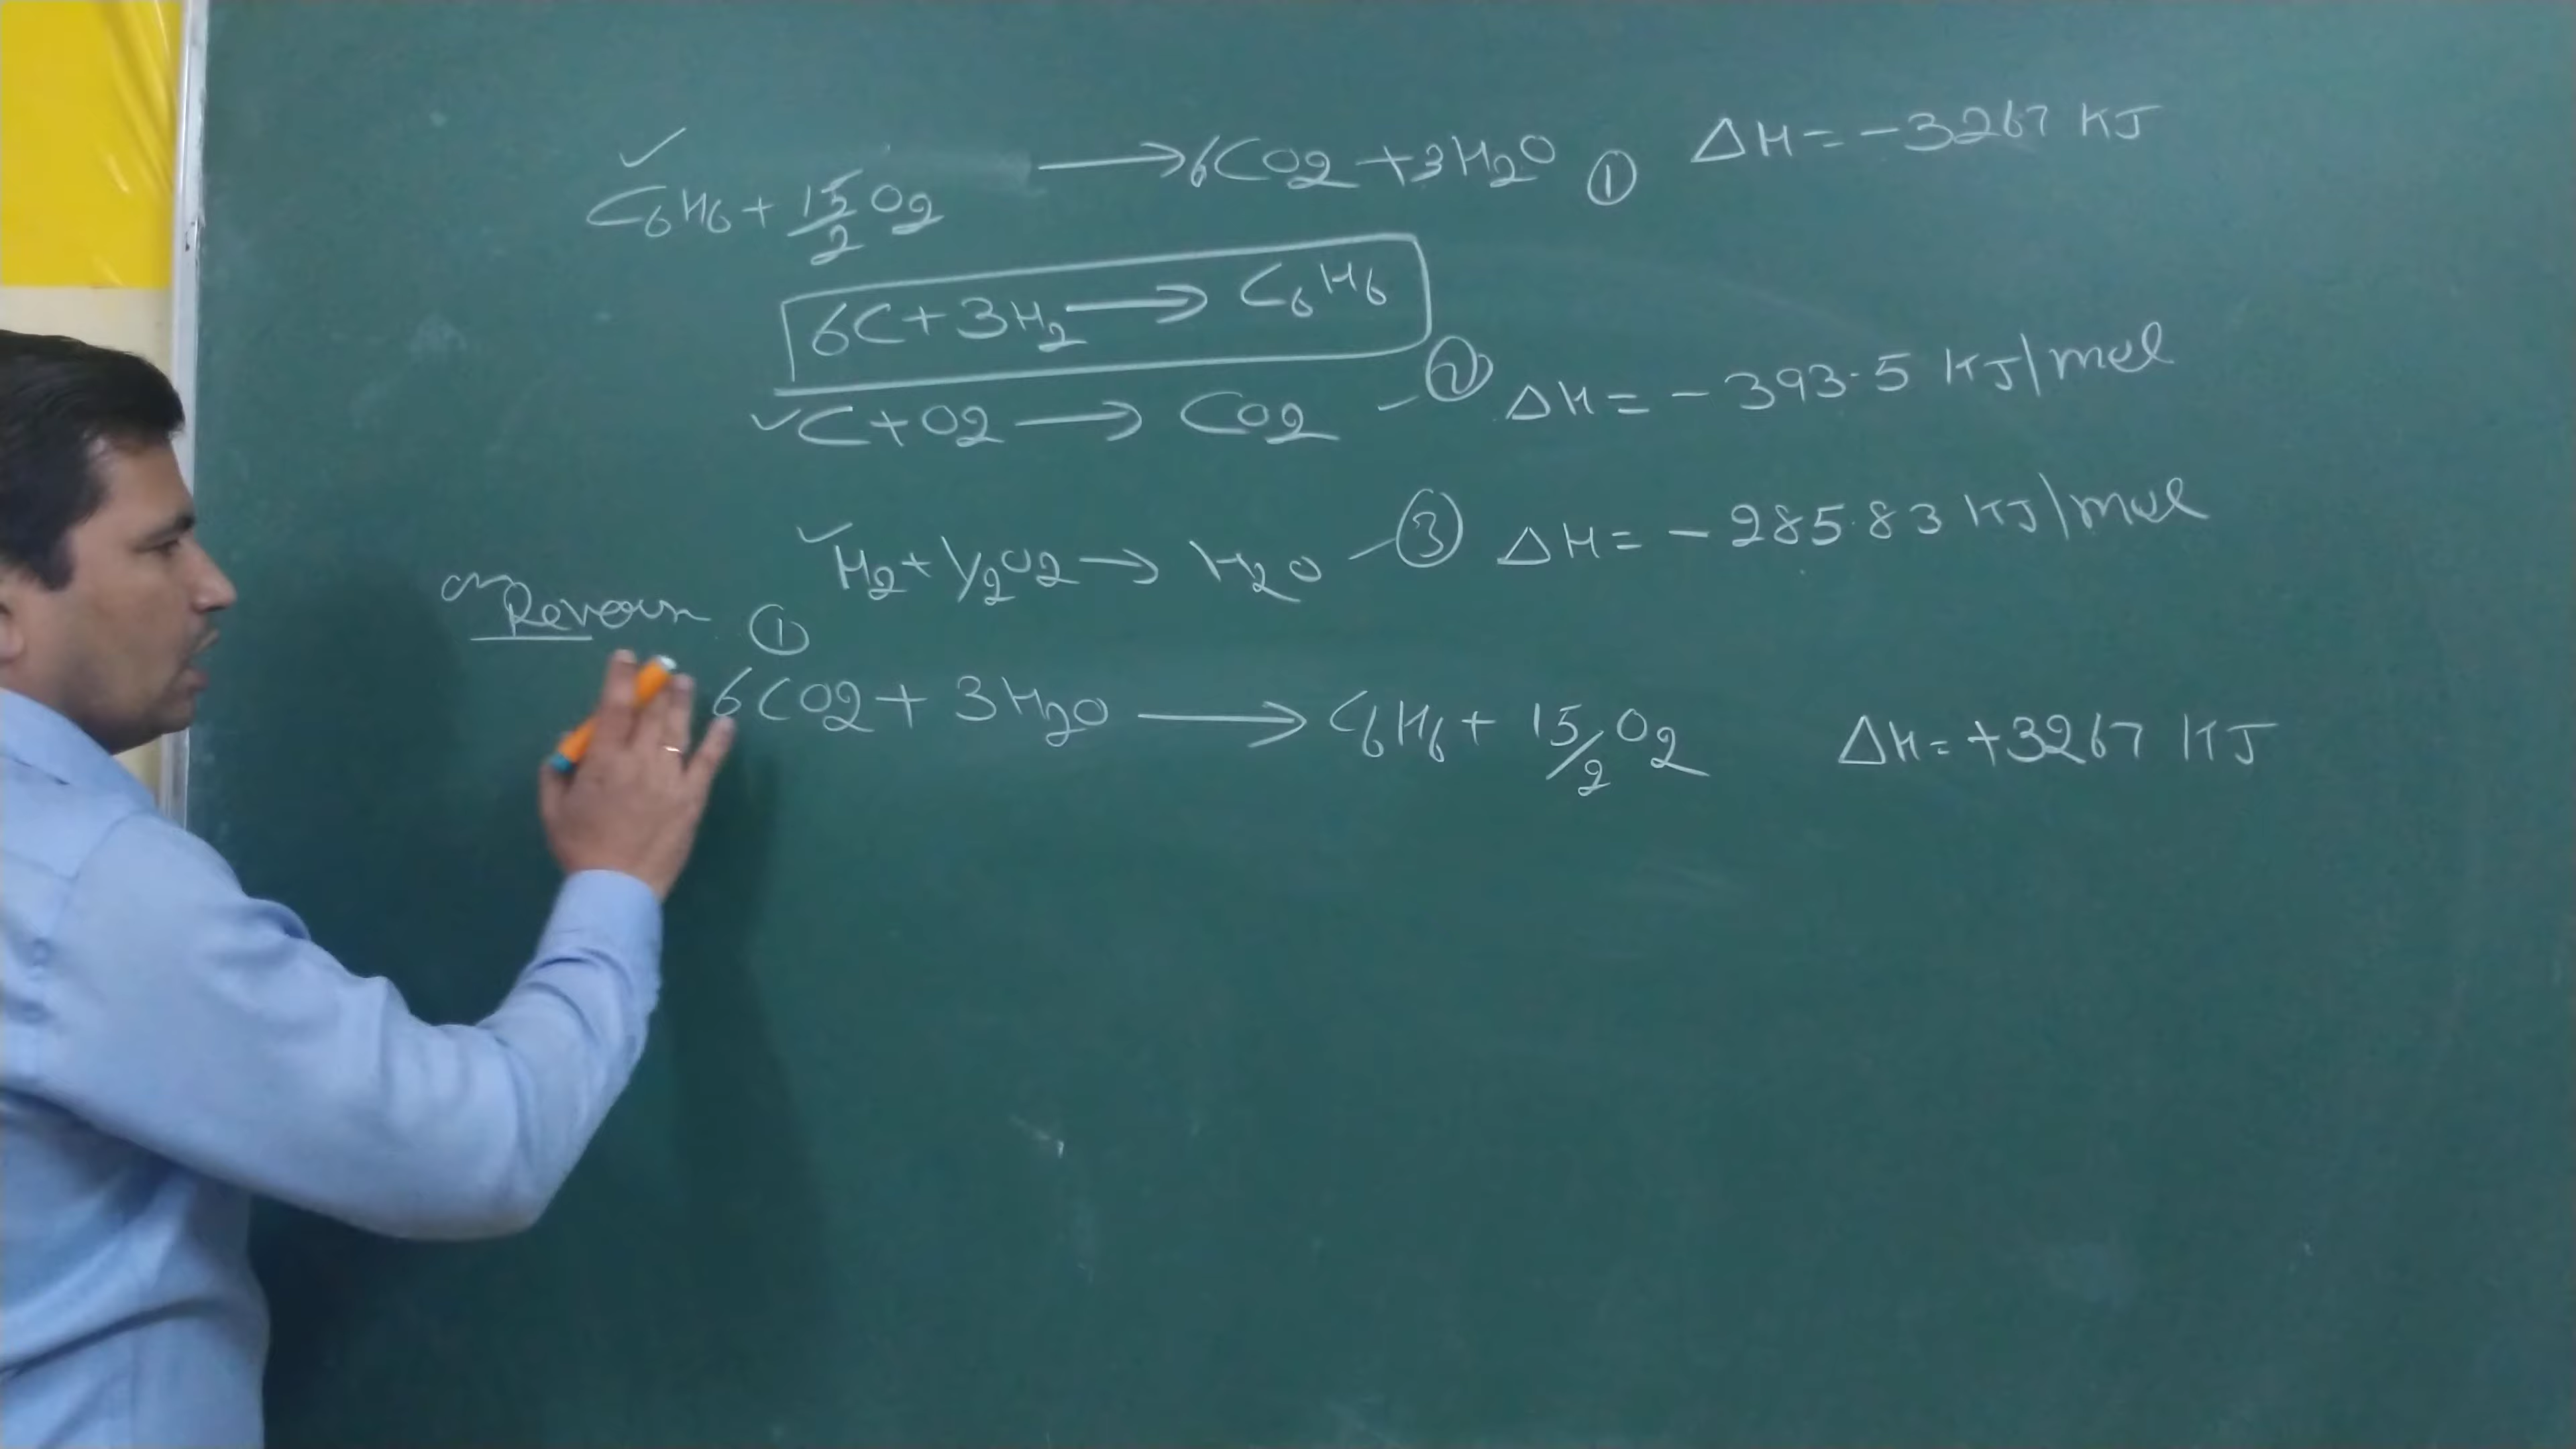 C6H6 + 15/2 O2 ⟶ 6CO2 + 3H2O ① ΔH = -3267 KJ
6C + 3H2 ⟶ C6H6
✓C + O2 ⟶ CO2 - ② ΔH = - 393.5 KJ/mol
✓H2 + 1/2 O2 → H2O - ③ ΔH = - 285.83 KJ/mol
①
6CO2 + 3H2O ⟶ C6H6 + 15/2 O2 ΔH = +3267 KJ